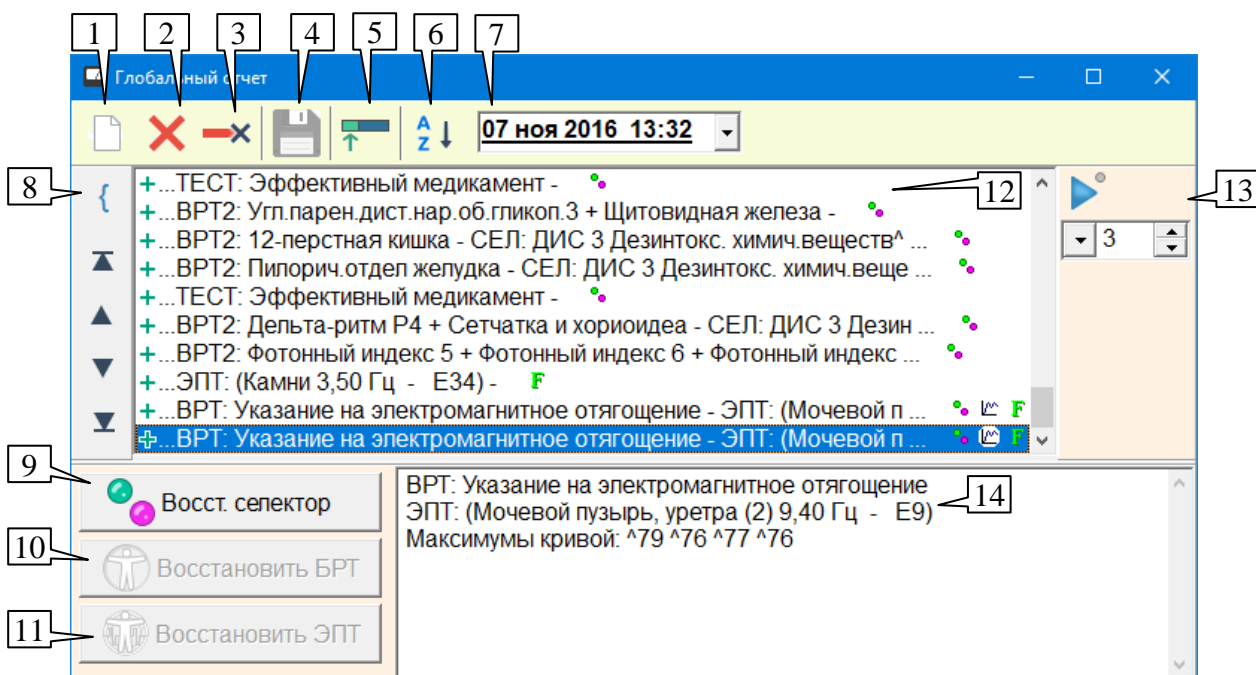 1 2 3 4 5 6 7
Глобальный отчет
07 ноя 2016 13:32
8
{
+...ТЕСТ: Эффективный медикамент -
12
13
+...ВРТ2: Угл.парен.дист.нар.об.гликоп.3 + Щитовидная железа -
3
+...ВРТ2: 12-перстная кишка - СЕЛ: ДИС 3 Дезинтокс. химич.веществ^ ...
+...ВРТ2: Пилорич.отдел желудка - СЕЛ: ДИС 3 Дезинтокс. химич.веще ...
+...ТЕСТ: Эффективный медикамент -
+...ВРТ2: Дельта-ритм Р4 + Сетчатка и хориоидеа - СЕЛ: ДИС 3 Дезин ...
+...ВРТ2: Фотонный индекс 5 + Фотонный индекс 6 + Фотонный индекс ...
+...ЭПТ: (Камни 3,50 Гц - E34) - F
+...ВРТ: Указание на электромагнитное отягощение - ЭПТ: (Мочевой п ... F
+...ВРТ: Указание на электромагнитное отягощение - ЭПТ: (Мочевой п ... F
9
Восст. селектор
10
Восстановить БРТ
11
Восстановить ЭПТ
ВРТ: Указание на электромагнитное отягощение
ЭПТ: (Мочевой пузырь, уретра (2) 9,40 Гц - E9)
14
Максимумы кривой: ^79 ^76 ^77 ^76